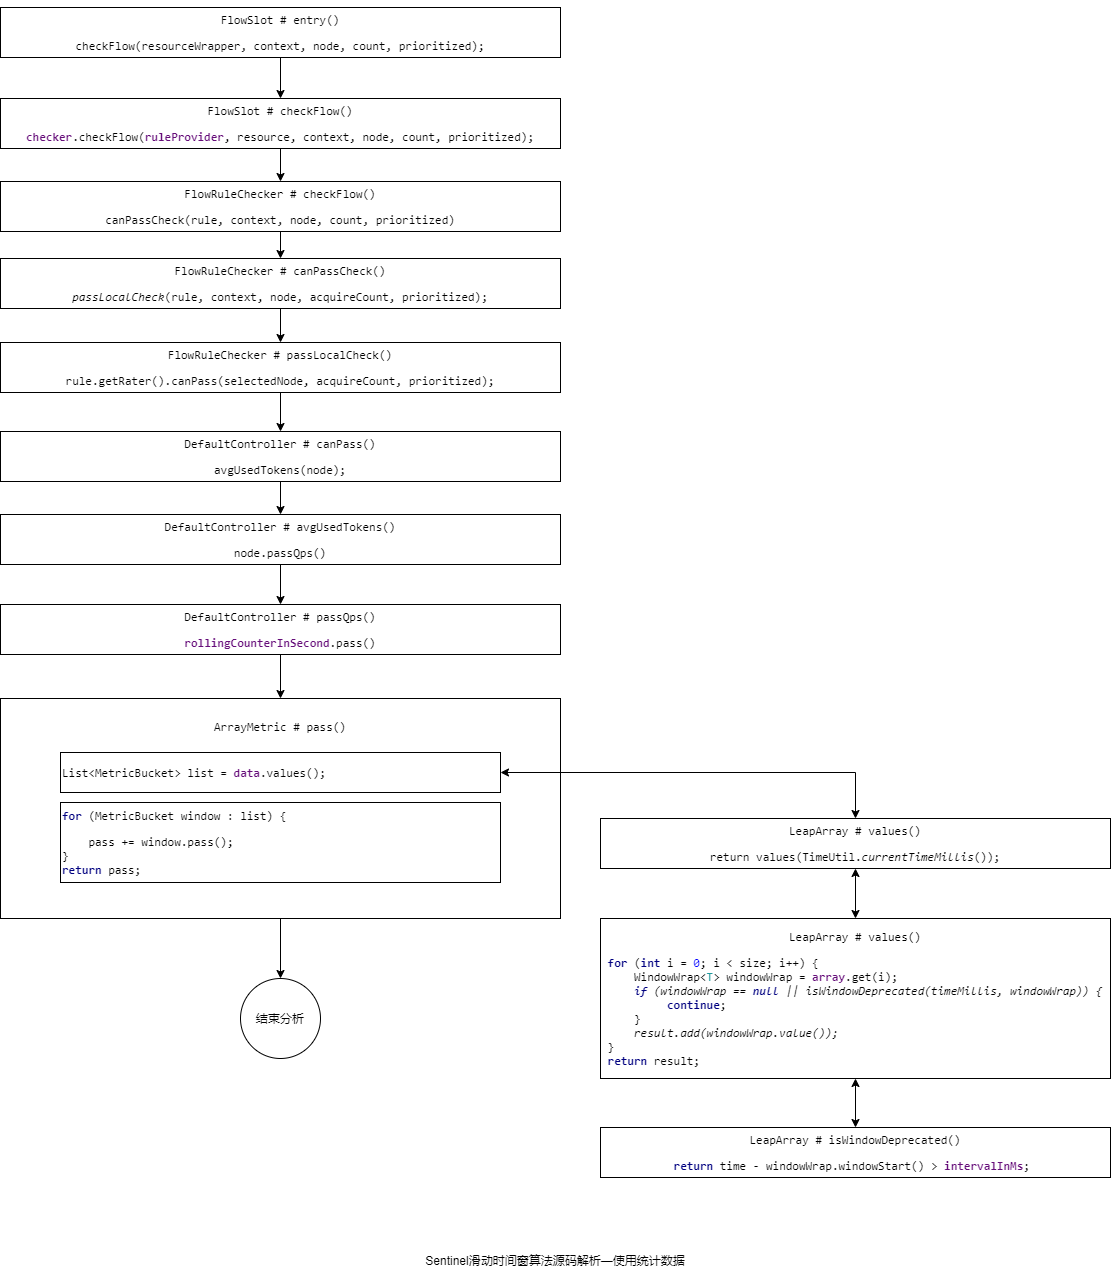 FlowSlot # entry()
checkFlow(resourceWrapper, context, node, count, prioritized);
FlowSlot # checkFlow()
checker.checkFlow(ruleProvider, resource, context, node, count, prioritized);
FlowRuleChecker # checkFlow()
canPassCheck(rule, context, node, count, prioritized)
FlowRuleChecker # canPassCheck()
passLocalCheck(rule, context, node, acquireCount, prioritized);
FlowRuleChecker # passLocalCheck()
rule.getRater().canPass(selectedNode, acquireCount, prioritized);
DefaultController # canPass()
avgUsedTokens(node);
DefaultController # avgUsedTokens()
node.passQps()
DefaultController # passQps()
rollingCounterInSecond.pass()
ArrayMetric # pass()
List<MetricBucket> list = data.values();
for (MetricBucket window : list) {
    pass += window.pass();
}
return pass;
结束分析
LeapArray # values()
return values(TimeUtil.currentTimeMillis());
LeapArray # values()
for (int i = 0; i < size; i++) {
    WindowWrap<T> windowWrap = array.get(i);
    if (windowWrap == null || isWindowDeprecated(timeMillis, windowWrap)) {
         continue;
    }
    result.add(windowWrap.value());
}
return result;
LeapArray # isWindowDeprecated()
return time - windowWrap.windowStart() > intervalInMs;
Sentinel滑动时间窗算法源码解析—使用统计数据